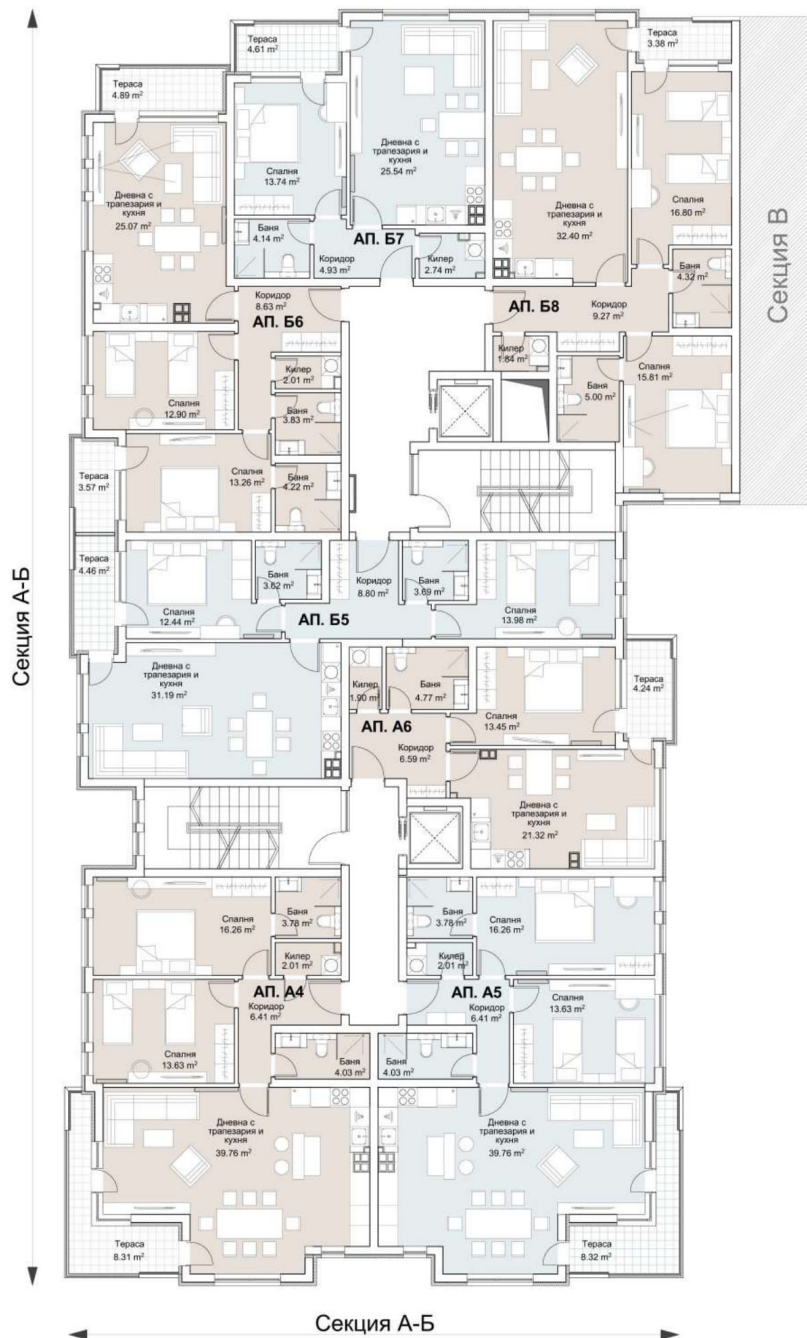 Тераса
4.61 m²
Тераса
3.38 m²
Тераса
4.89 m²
Дневна с
трапезария и
кухня
25.07 m²
Спалня
13.74 m²
Дневна с
трапезария и
кухня
25.54 m²
Дневна с
трапезария и
кухня
32.40 m²
Спалня
16.80 m²
Баня
4.14 m²
АП. Б7
Коридор
4.93 m²
Килер
2.74 m²
Баня
4.32 m²
Секция В
Коридор
8.63 m²
АП. Б6
АП. Б8
Коридор
9.27 m²
Килер
1.84 m²
Килер
2.01 m²
Спалня
12.90 m²
Баня
3.83 m²
Баня
5.00 m²
Спалня
15.81 m²
Тераса
3.57 m²
Спалня
13.26 m²
Баня
4.22 m²
Тераса
4.46 m²
Спалня
12.44 m²
Баня
3.62 m²
Коридор
8.80 m²
Баня
3.69 m²
Спалня
13.98 m²
АП. Б5
Секция А-Б
Дневна с
трапезария и
кухня
31.19 m²
Килер
1.90 m²
Баня
4.77 m²
Спалня
13.45 m²
Тераса
4.24 m²
АП. А6
Коридор
6.59 m²
Дневна с
трапезария и
кухня
21.32 m²
Спалня
16.26 m²
Баня
3.78 m²
Баня
3.78 m²
Спалня
16.26 m²
Килер
2.01 m²
Килер
2.01 m²
АП. А4
Коридор
6.41 m²
АП. А5
Коридор
6.41 m²
Спалня
13.63 m²
Спалня
13.63 m²
Баня
4.03 m²
Баня
4.03 m²
Дневна с
трапезария и
кухня
39.76 m²
Дневна с
трапезария и
кухня
39.76 m²
Тераса
8.31 m²
Тераса
8.32 m²
Секция А-Б